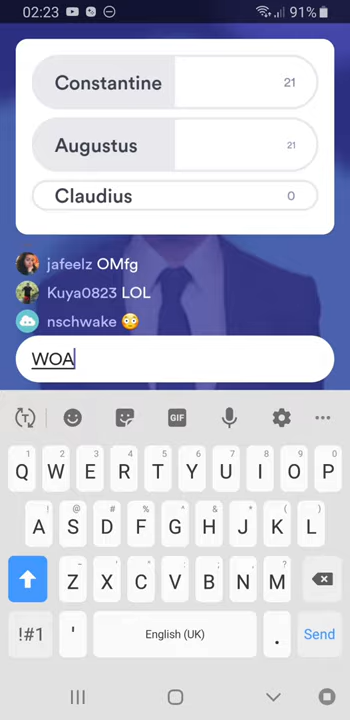 02:23 91%
Constantine 21
Augustus 21
Claudius 0
jafeelz OMfg
Kuya0823 LOL
nschwake 😳
WOA
T GIF
1 2 3 4 5 6 7 8 9 0
Q W E R T Y U I O P
! @ # % ^ & * ( )
A S D F G H J K L
- ' " : ; , ?
Z X C V B N M
!#1 ' English (UK) . Send